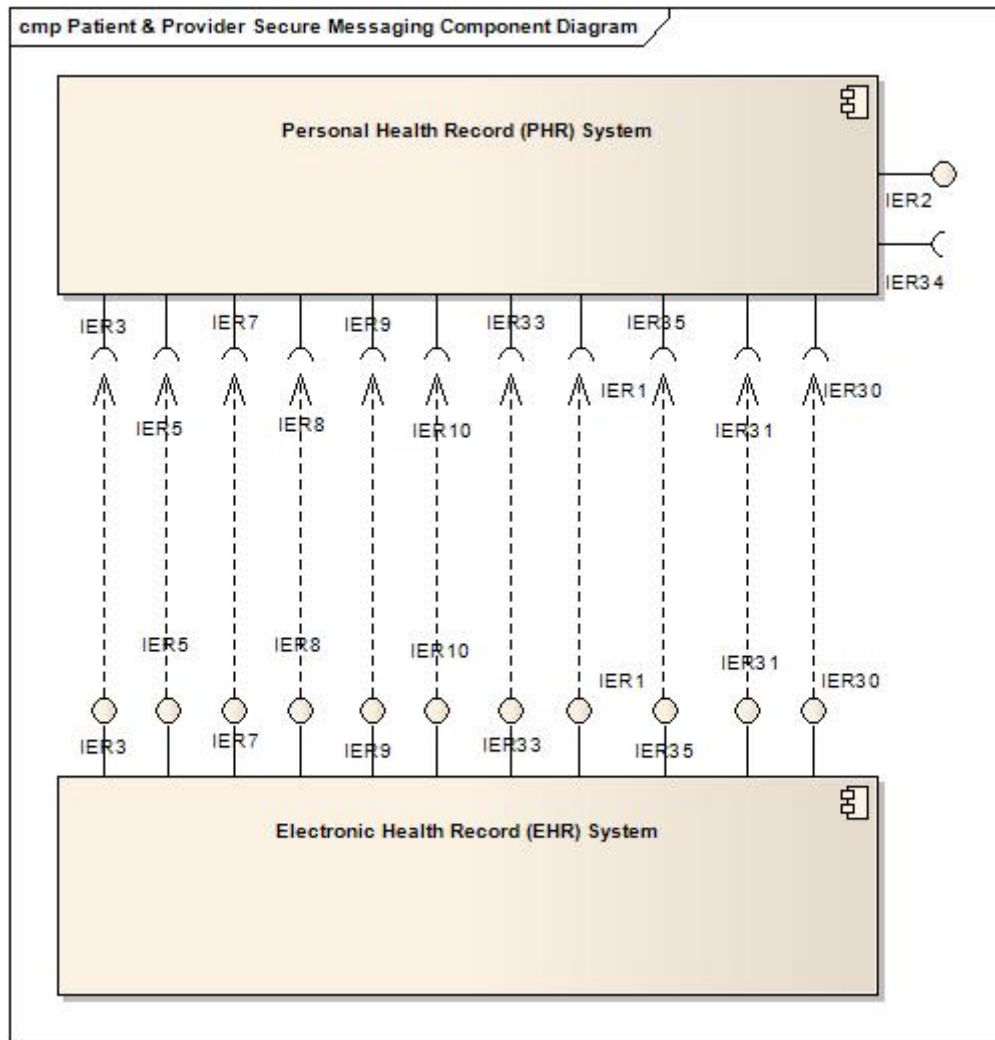 cmp Patient & Provider Secure Messaging Component Diagram
Personal Health Record (PHR) System
IER2
IER34
IER3
IER7
IER9
IER33
IER35
IER5
IER8
IER10
IER1
IER31
IER30
IER5
IER8
IER10
IER1
IER31
IER30
IER3
IER7
IER9
IER33
IER35
Electronic Health Record (EHR) System